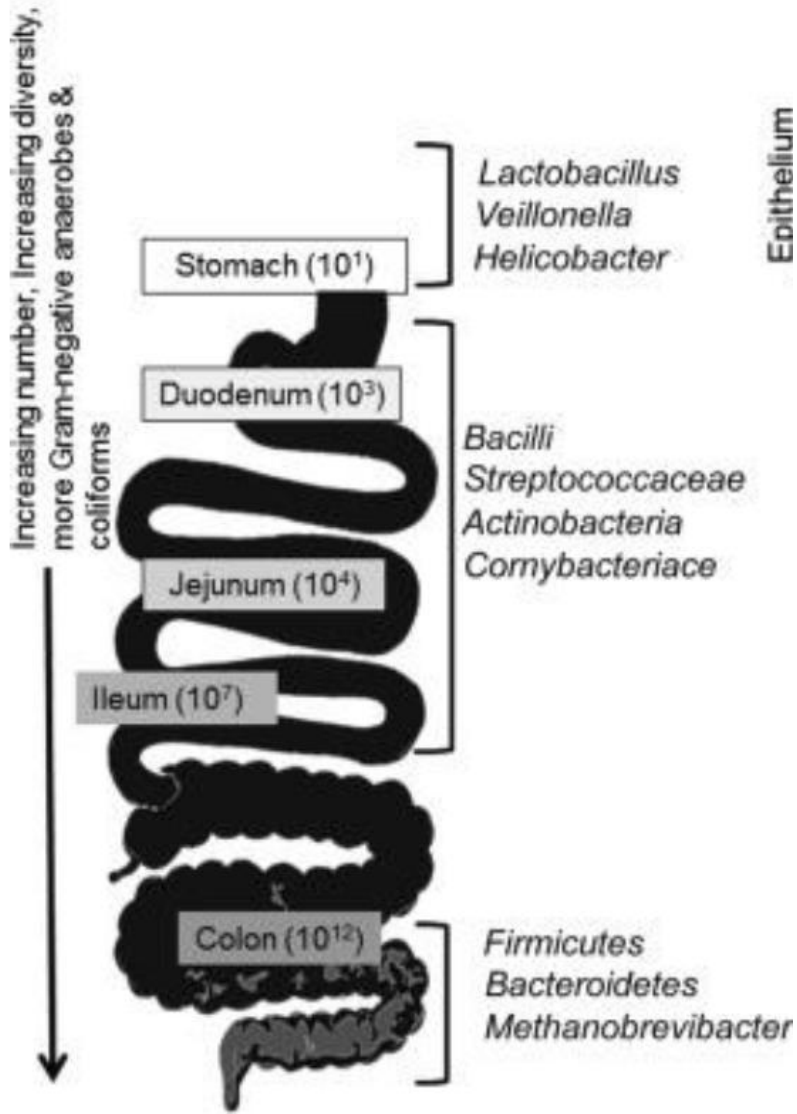 Increasing number, Increasing diversity,
more Gram-negative anaerobes &
coliforms
Stomach (10¹)
Lactobacillus
Veillonella
Helicobacter
Epithelium
Duodenum (10³)
Jejunum (10⁴)
Ileum (10⁷)
Bacilli
Streptococcaceae
Actinobacteria
Cornybacteriace
Colon (10¹²)
Firmicutes
Bacteroidetes
Methanobrevibacter